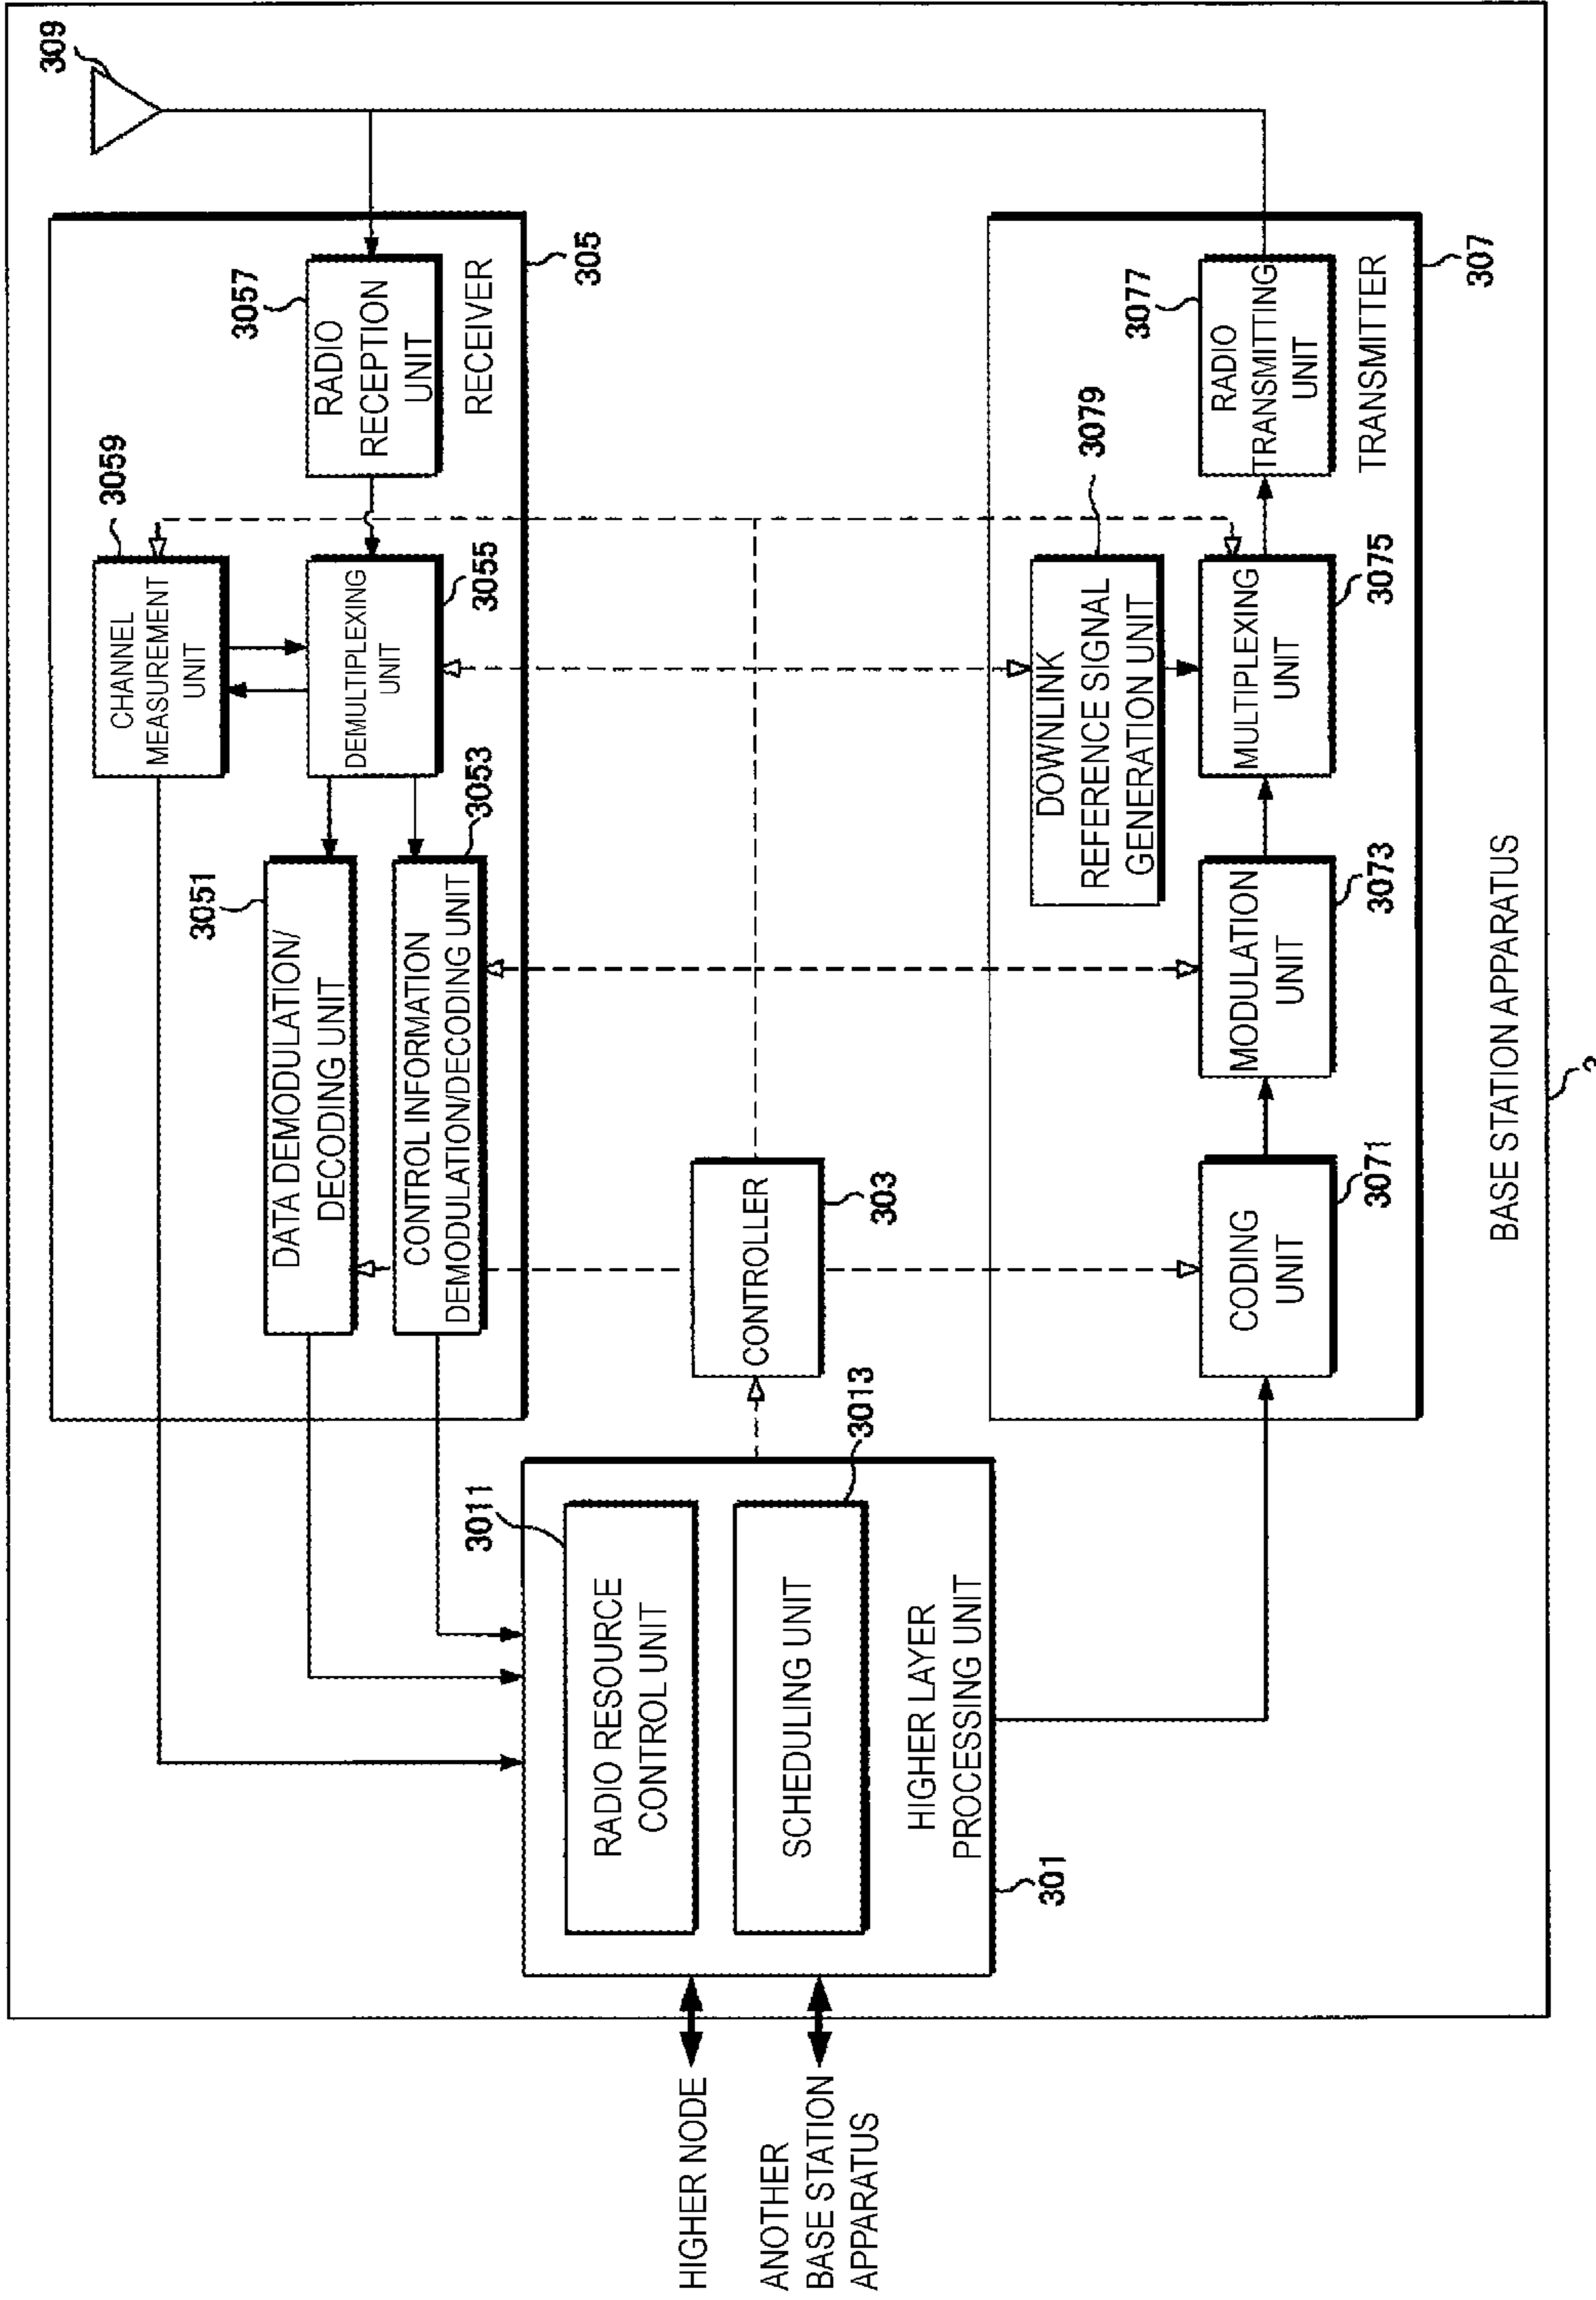 309
3059
CHANNEL
MEASUREMENT
UNIT
3057
RADIO
RECEPTION
UNIT
3055
DEMULTIPLEXING
UNIT
3051
DATA DEMODULATION/
DECODING UNIT
3053
CONTROL INFORMATION
DEMODULATION/DECODING UNIT
RECEIVER
305
3011
RADIO RESOURCE
CONTROL UNIT
3013
SCHEDULING UNIT
HIGHER LAYER
PROCESSING UNIT
301
HIGHER NODE
ANOTHER
BASE STATION
APPARATUS
CONTROLLER
303
3079
DOWNLINK
REFERENCE SIGNAL
GENERATION UNIT
CODING
UNIT
3071
MODULATION
UNIT
3073
MULTIPLEXING
UNIT
3075
3077
RADIO
TRANSMITTING
UNIT
TRANSMITTER
307
BASE STATION APPARATUS